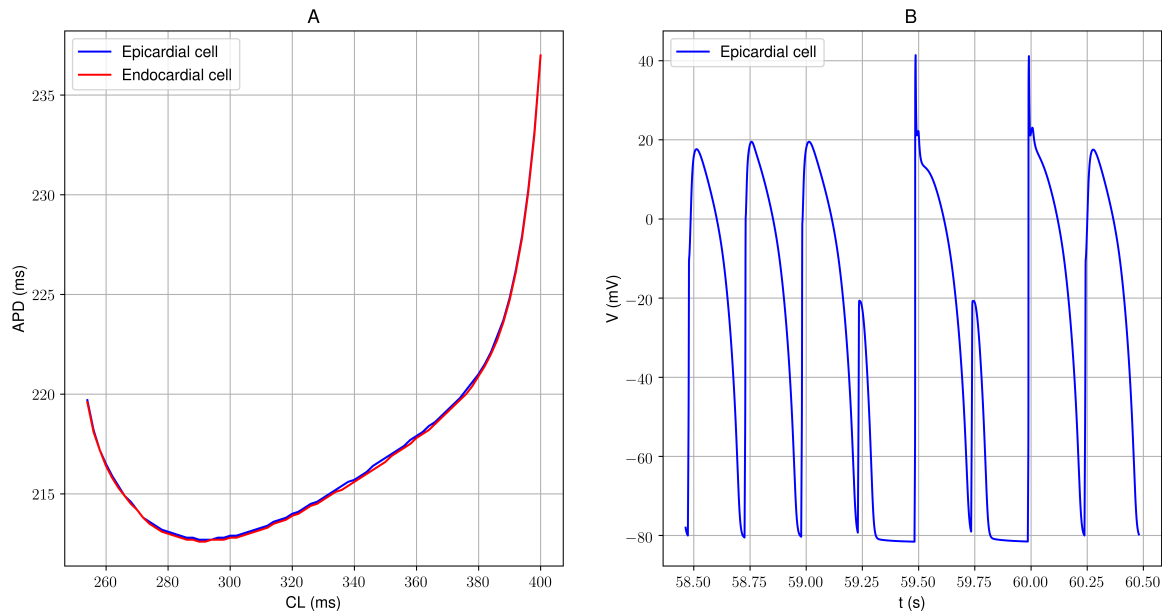 A
Epicardial cell
Endocardial cell
235
230
225
220
215
APD (ms)
260 280 300 320 340 360 380 400
CL (ms)
B
Epicardial cell
40
20
0
−20
−40
−60
−80
V (mV)
58.50 58.75 59.00 59.25 59.50 59.75 60.00 60.25 60.50
t (s)